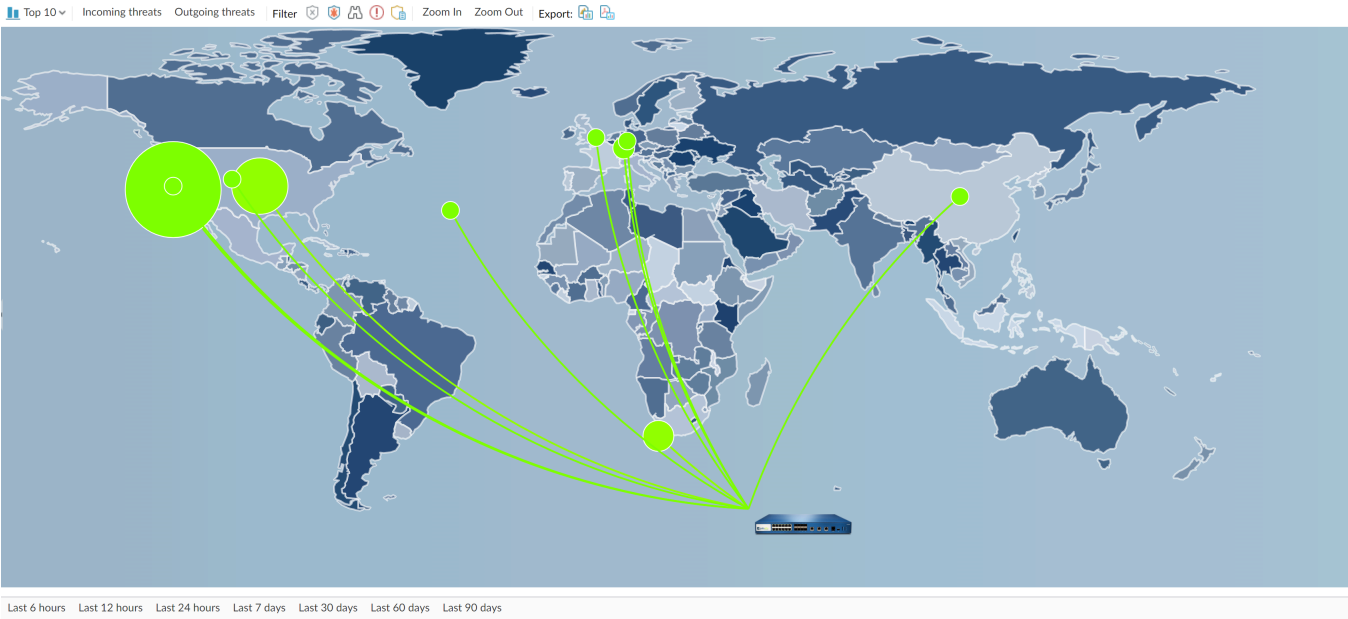 Top 10 Incoming threats Outgoing threats Filter Zoom In Zoom Out Export:
Last 6 hours Last 12 hours Last 24 hours Last 7 days Last 30 days Last 60 days Last 90 days